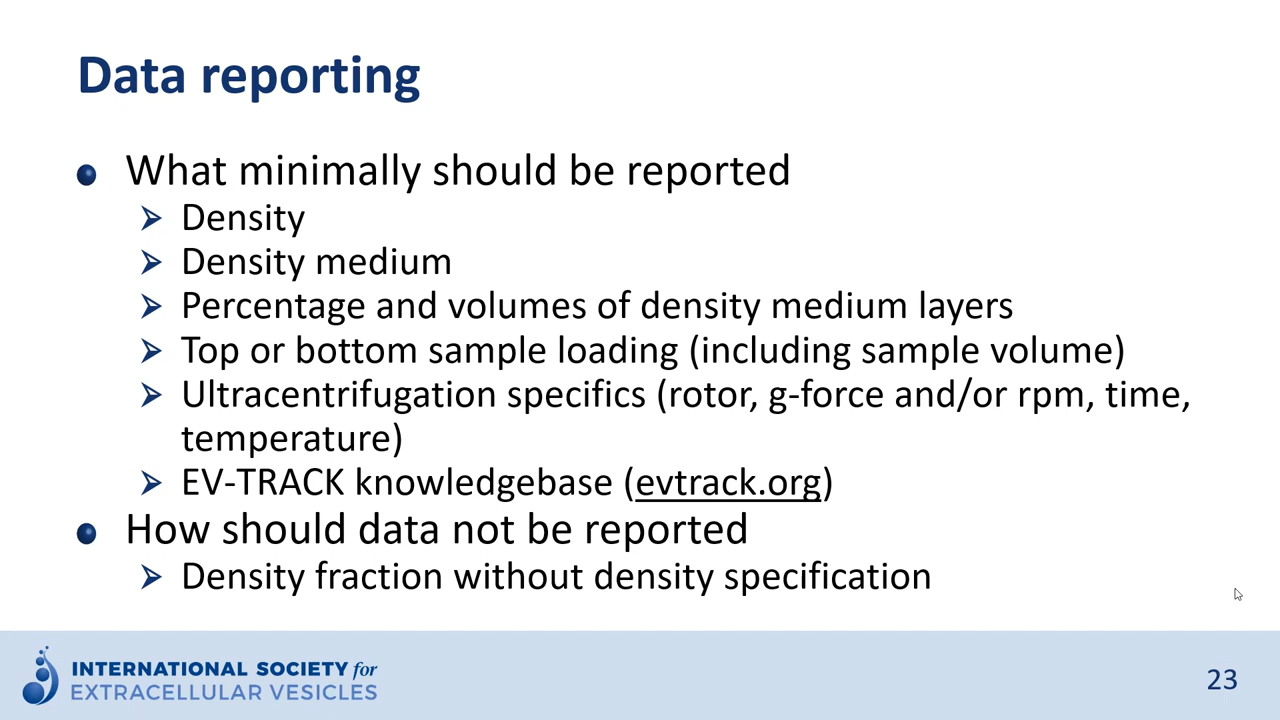 Data reporting
What minimally should be reported
Density
Density medium
Percentage and volumes of density medium layers
Top or bottom sample loading (including sample volume)
Ultracentrifugation specifics (rotor, g-force and/or rpm, time,
temperature)
EV-TRACK knowledgebase (evtrack.org)
How should data not be reported
Density fraction without density specification
INTERNATIONAL SOCIETY for
EXTRACELLULAR VESICLES
23